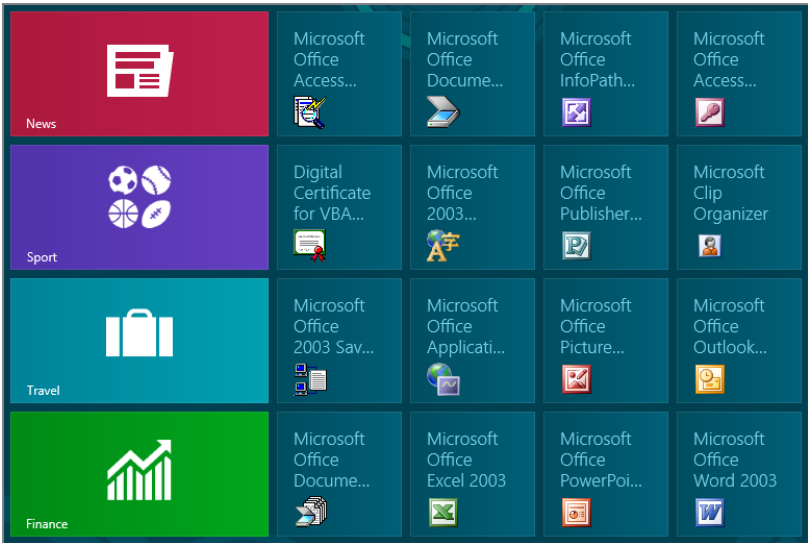 News
Microsoft
Office
Access...
Microsoft
Office
Docume...
Microsoft
Office
InfoPath...
Microsoft
Office
Access...
Sport
Digital
Certificate
for VBA...
Microsoft
Office
2003...
Microsoft
Office
Publisher...
Microsoft
Clip
Organizer
Travel
Microsoft
Office
2003 Sav...
Microsoft
Office
Applicati...
Microsoft
Office
Picture...
Microsoft
Office
Outlook...
Finance
Microsoft
Office
Docume...
Microsoft
Office
Excel 2003
Microsoft
Office
PowerPoi...
Microsoft
Office
Word 2003